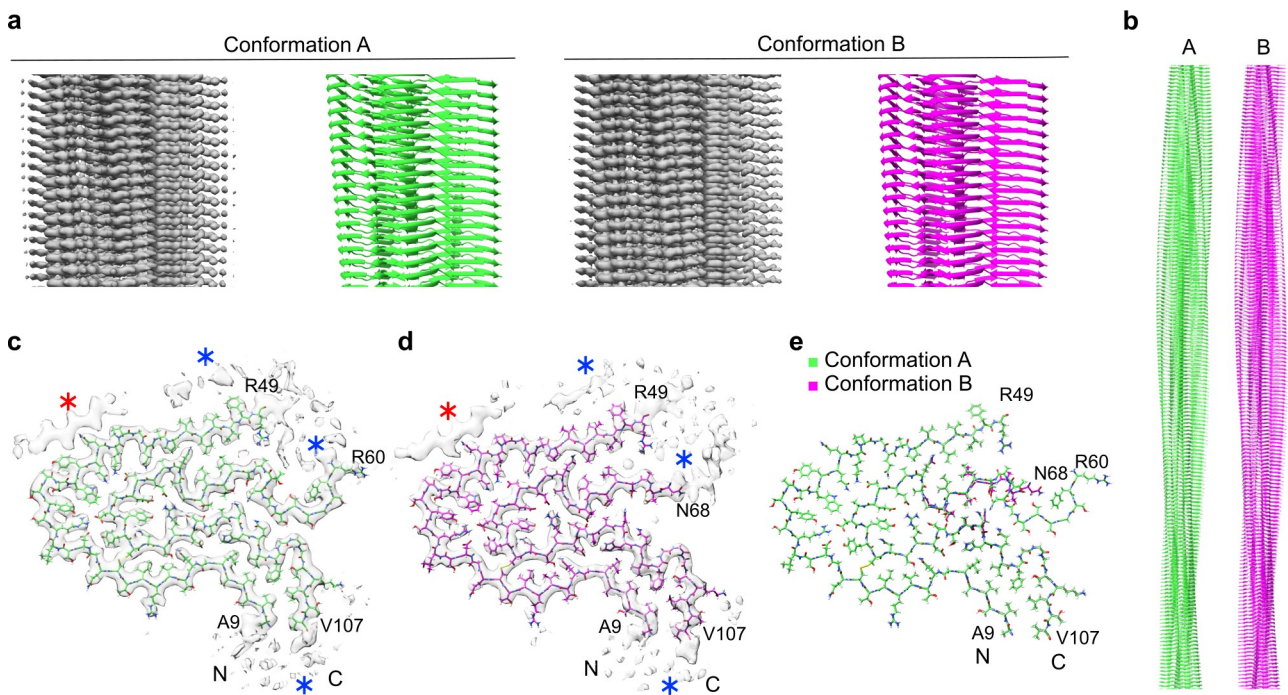 a
Conformation A
Conformation B
b
A B
c
R49
R60
A9
V107
N
C
d
R49
N68
A9
V107
N
C
e
Conformation A
Conformation B
R49
R60
N68
A9
V107
N
C